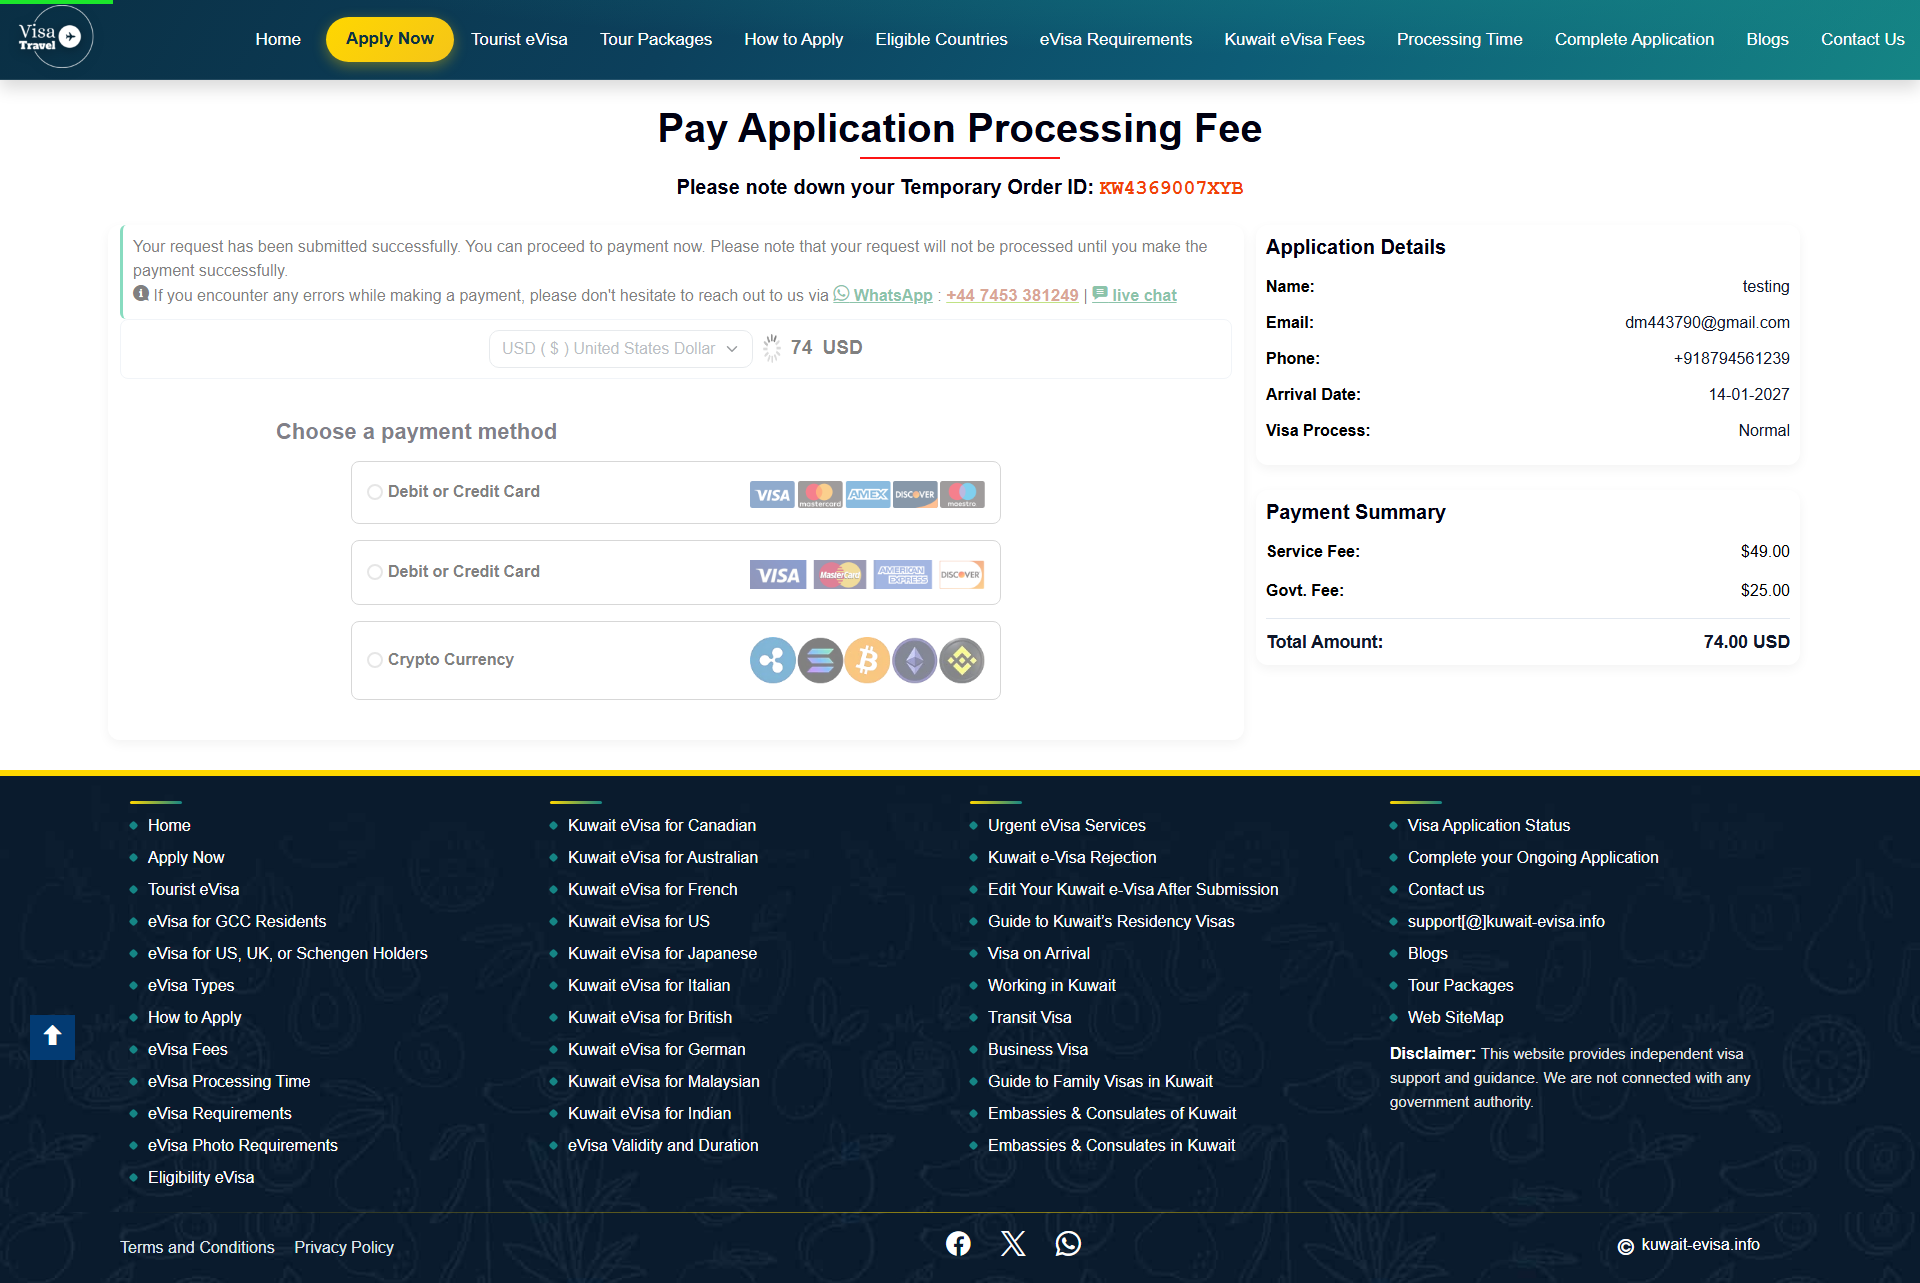 Visa
Travel
Home
Apply Now
Tourist eVisa
Tour Packages
How to Apply
Eligible Countries
eVisa Requirements
Kuwait eVisa Fees
Processing Time
Complete Application
Blogs
Contact Us
Pay Application Processing Fee
Please note down your Temporary Order ID: KW4369007XYB
Your request has been submitted successfully. You can proceed to payment now. Please note that your request will not be processed until you make the
payment successfully.
If you encounter any errors while making a payment, please don't hesitate to reach out to us via WhatsApp : +44 7453 381249 | live chat
USD ( $ ) United States Dollar
74 USD
Choose a payment method
Debit or Credit Card
VISA mastercard AMEX DISCOVER maestro
Debit or Credit Card
VISA MasterCard AMERICAN EXPRESS DISCOVER
Crypto Currency
Application Details
Name: testing
Email: dm443790@gmail.com
Phone: +918794561239
Arrival Date: 14-01-2027
Visa Process: Normal
Payment Summary
Service Fee: $49.00
Govt. Fee: $25.00
Total Amount: 74.00 USD
Home
Apply Now
Tourist eVisa
eVisa for GCC Residents
eVisa for US, UK, or Schengen Holders
eVisa Types
How to Apply
eVisa Fees
eVisa Processing Time
eVisa Requirements
eVisa Photo Requirements
Eligibility eVisa
Kuwait eVisa for Canadian
Kuwait eVisa for Australian
Kuwait eVisa for French
Kuwait eVisa for US
Kuwait eVisa for Japanese
Kuwait eVisa for Italian
Kuwait eVisa for British
Kuwait eVisa for German
Kuwait eVisa for Malaysian
Kuwait eVisa for Indian
eVisa Validity and Duration
Urgent eVisa Services
Kuwait e-Visa Rejection
Edit Your Kuwait e-Visa After Submission
Guide to Kuwait’s Residency Visas
Visa on Arrival
Working in Kuwait
Transit Visa
Business Visa
Guide to Family Visas in Kuwait
Embassies & Consulates of Kuwait
Embassies & Consulates in Kuwait
Visa Application Status
Complete your Ongoing Application
Contact us
support[@]kuwait-evisa.info
Blogs
Tour Packages
Web SiteMap
Disclaimer: This website provides independent visa
support and guidance. We are not connected with any
government authority.
Terms and Conditions
Privacy Policy
© kuwait-evisa.info